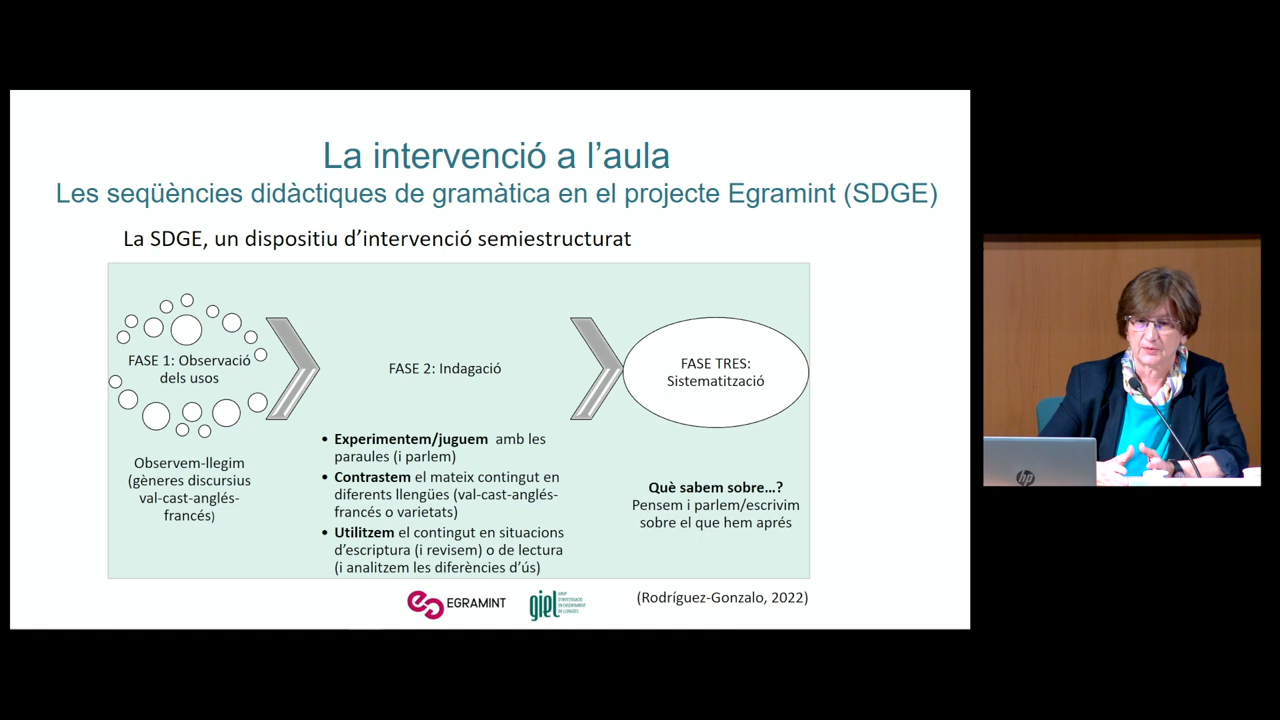 La intervenció a l’aula
Les seqüències didàctiques de gramàtica en el projecte Egramint (SDGE)
La SDGE, un dispositiu d’intervenció semiestructurat
FASE 1: Observació
dels usos
Observem-llegim
(gèneres discursius
val-cast-anglés-
francés)
FASE 2: Indagació
• Experimentem/juguem amb les
paraules (i parlem)
• Contrastem el mateix contingut en
diferents llengües (val-cast-anglés-
francés o varietats)
• Utilitzem el contingut en situacions
d’escriptura (i revisem) o de lectura
(i analitzem les diferències d’ús)
FASE TRES:
Sistematització
Què sabem sobre…?
Pensem i parlem/escrivim
sobre el que hem aprés
EGRAMINT
giel
(Rodríguez-Gonzalo, 2022)
hp